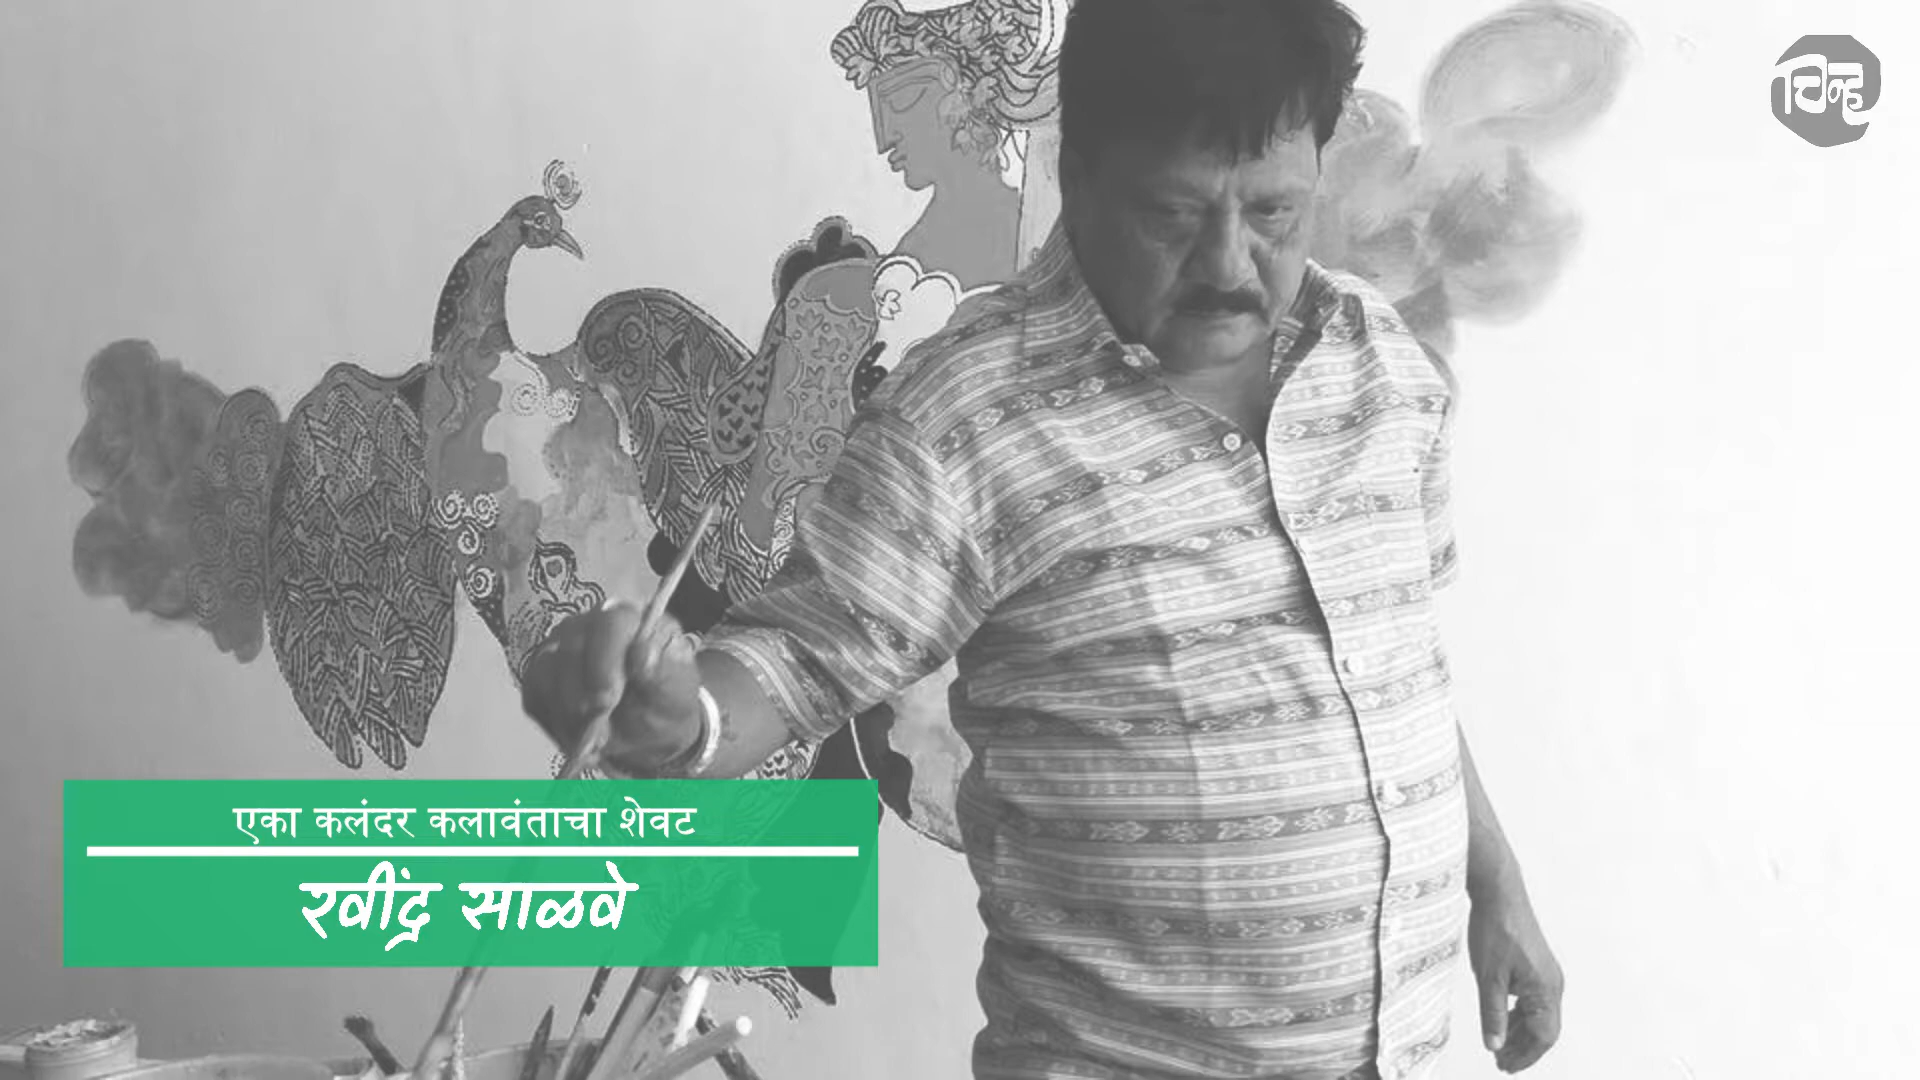 चिन्ह
एका कलंदर कलावंताचा शेवट
रवींद्र साळवे